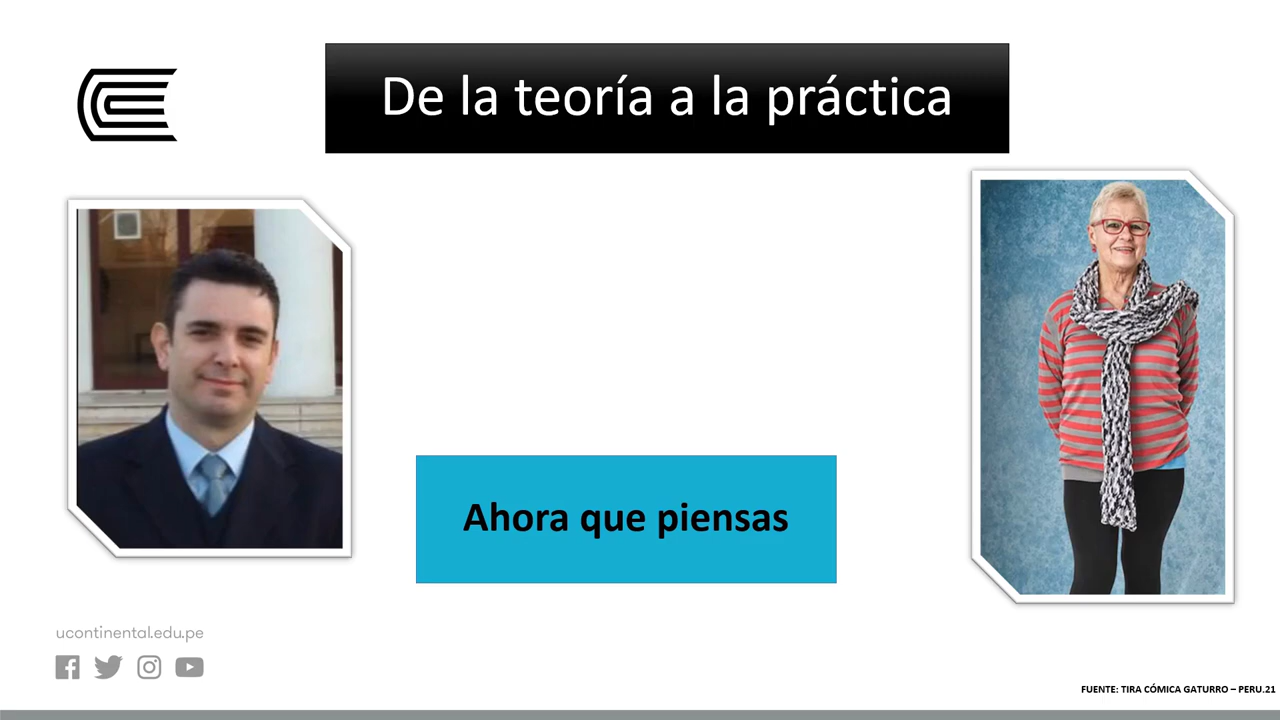 De la teoría a la práctica
Ahora que piensas
ucontinental.edu.pe
FUENTE: TIRA CÓMICA GATURRO – PERU.21